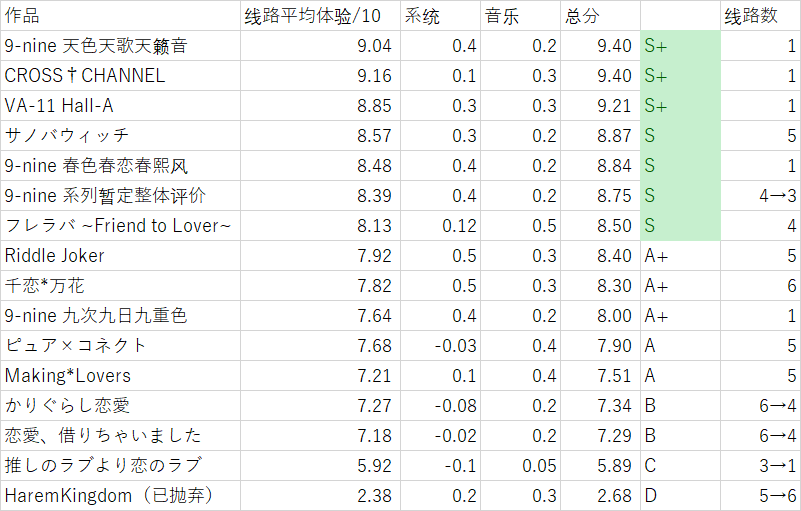 作品 线路平均体验/10 系统 音乐 总分 线路数
9-nine 天色天歌天籁音 9.04 0.4 0.2 9.40 S+ 1
CROSS†CHANNEL 9.16 0.1 0.3 9.40 S+ 1
VA-11 Hall-A 8.85 0.3 0.3 9.21 S+ 1
サノバウィッチ 8.57 0.3 0.2 8.87 S 5
9-nine 春色春恋春熙风 8.48 0.4 0.2 8.84 S 1
9-nine 系列暂定整体评价 8.39 0.4 0.2 8.75 S 4→3
フレラバ ~Friend to Lover~ 8.13 0.12 0.5 8.50 S 4
Riddle Joker 7.92 0.5 0.3 8.40 A+ 5
千恋*万花 7.82 0.5 0.3 8.30 A+ 6
9-nine 九次九日九重色 7.64 0.4 0.2 8.00 A+ 1
ピュア×コネクト 7.68 -0.03 0.4 7.90 A 5
Making*Lovers 7.21 0.1 0.4 7.51 A 5
かりぐらし恋愛 7.27 -0.08 0.2 7.34 B 6→4
恋愛、借りちゃいました 7.18 -0.02 0.2 7.29 B 6→4
推しのラブより恋のラブ 5.92 -0.1 0.05 5.89 C 3→1
HaremKingdom（已抛弃） 2.38 0.2 0.3 2.68 D 5→6